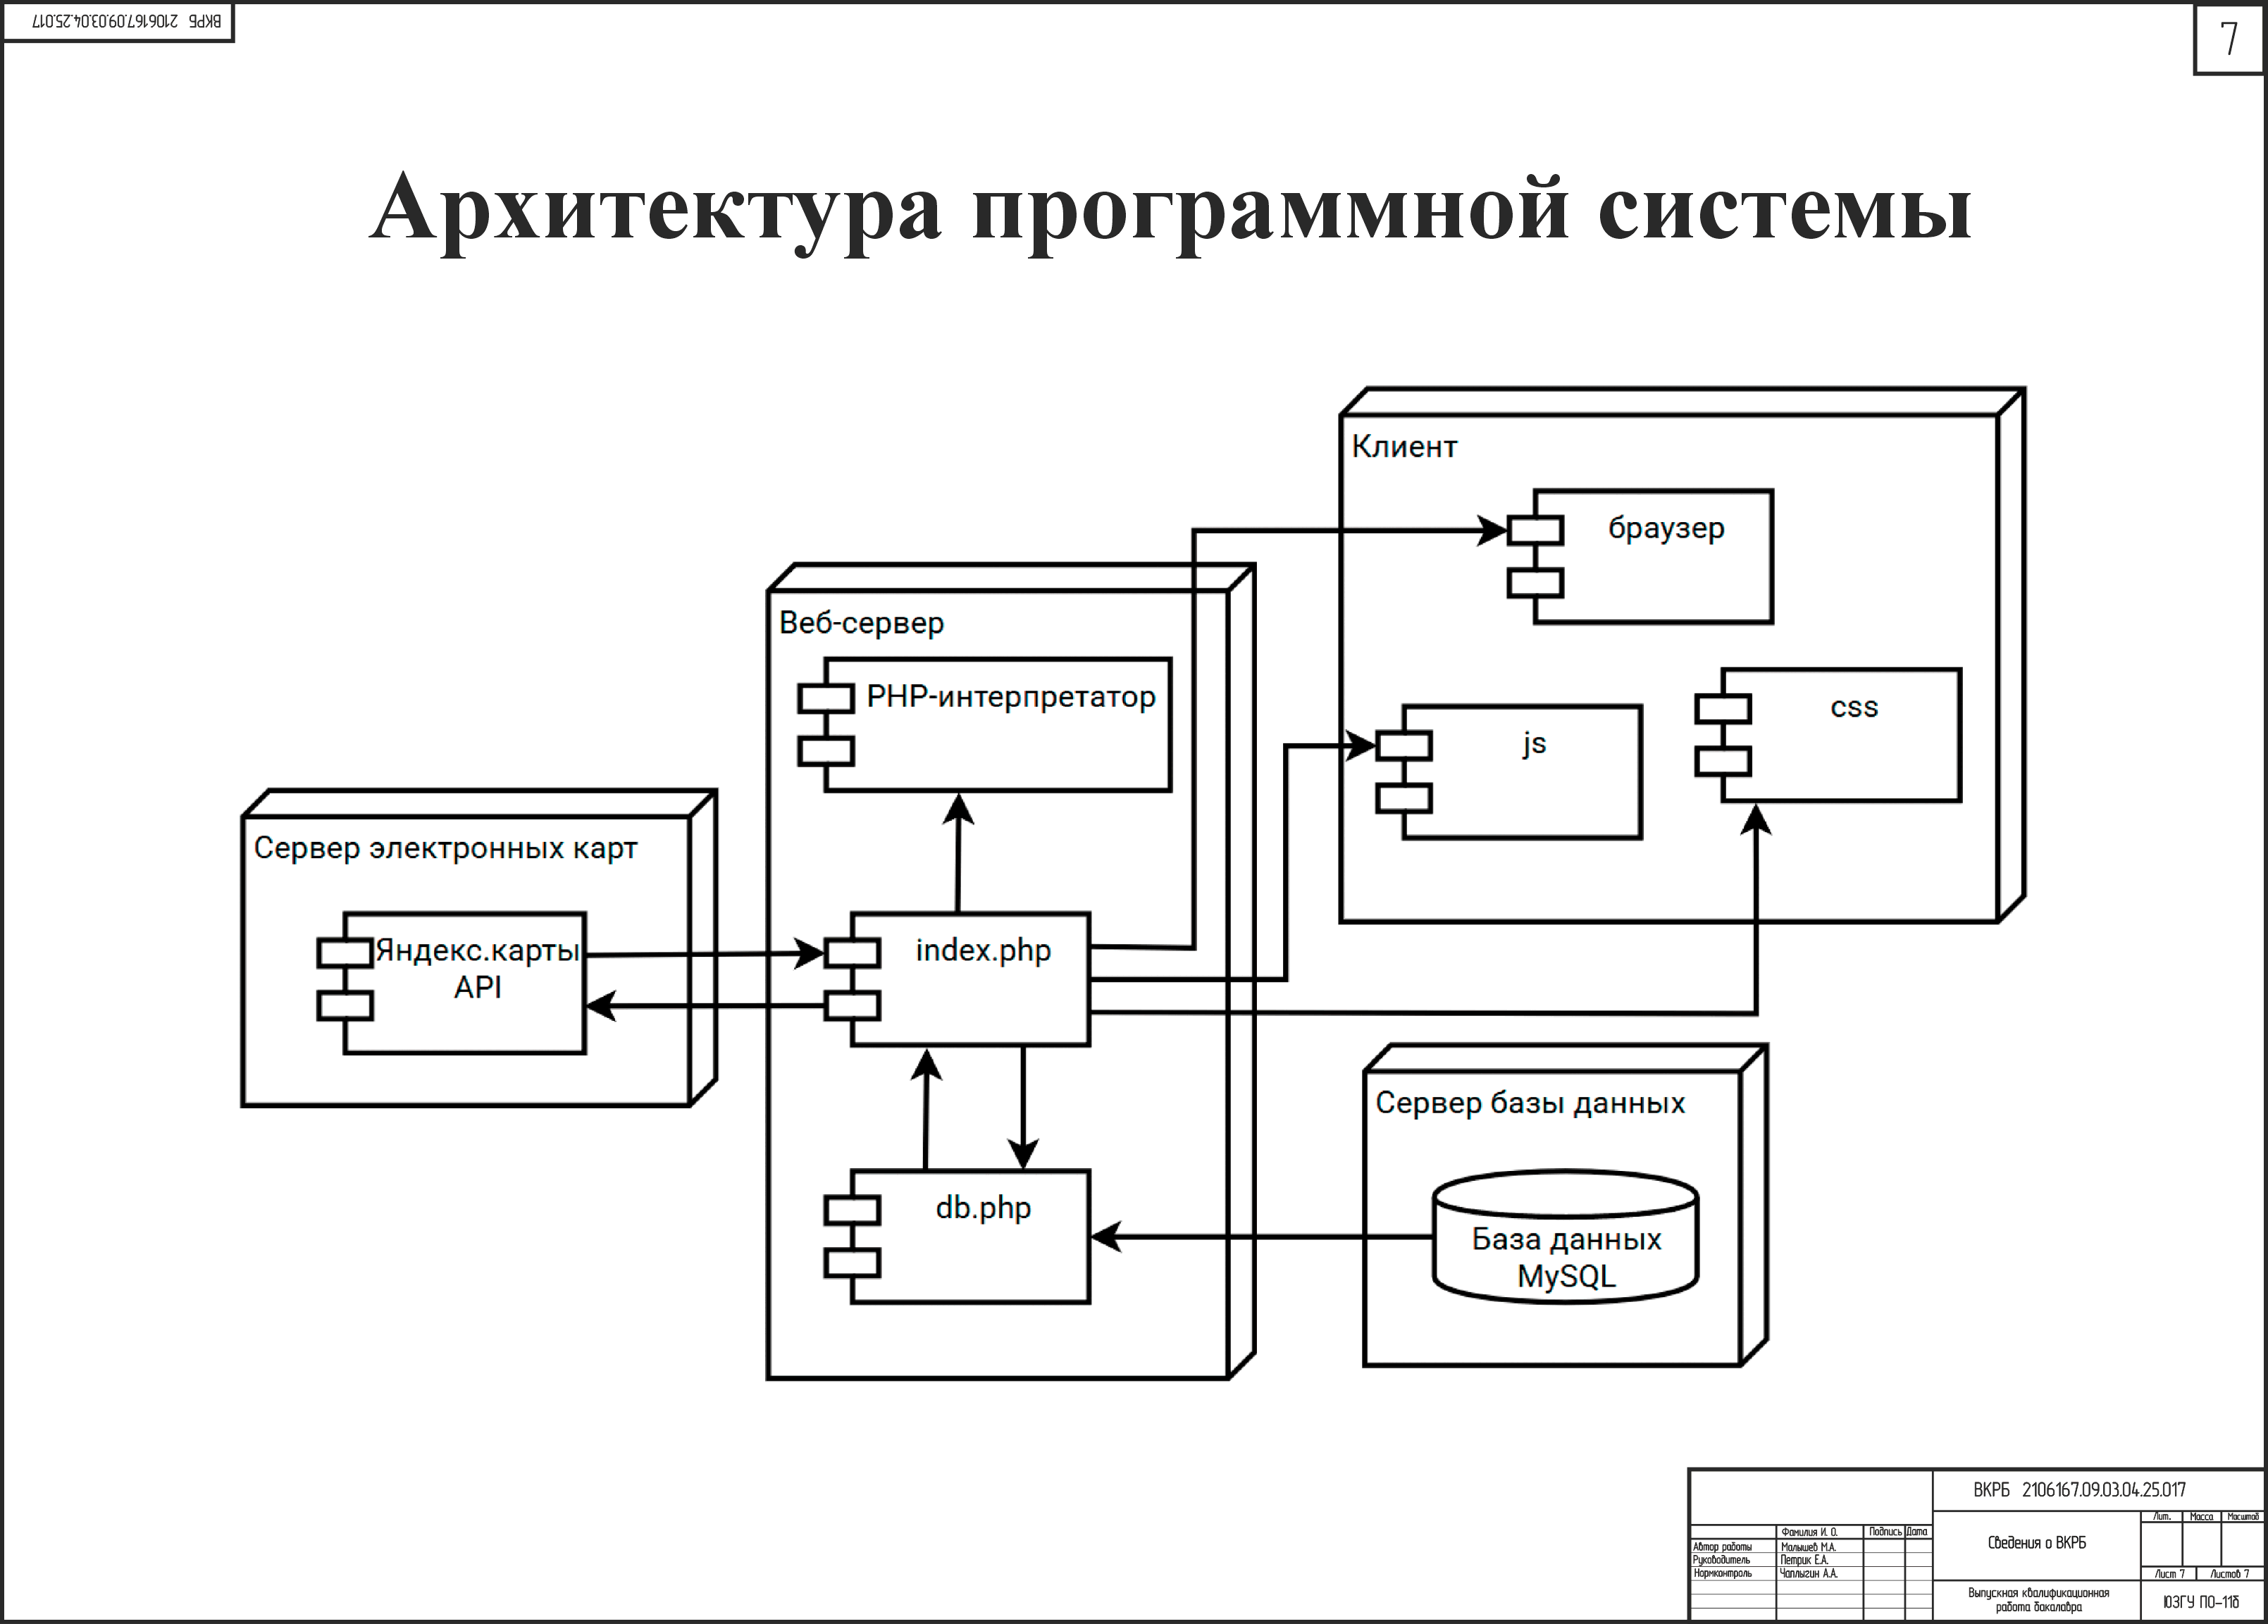 ВКРБ 2106167.09.03.04.25.017
7
Архитектура программной системы
Клиент
браузер
Веб-сервер
PHP-интерпретатор
css
js
Сервер электронных карт
Яндекс.карты
API
index.php
Сервер базы данных
db.php
База данных
MySQL
ВКРБ 2106167.09.03.04.25.017
Лит. Масса Масштаб
Фамилия И. О. Подпись Дата
Сведения о ВКРБ
Автор работы Малышев М.А.
Руководитель Петрик Е.А.
Нормконтроль Чаплыгин А.А.
Лист 7 Листов 7
Выпускная квалификационная
работа бакалавра
ЮЗГУ ПО-11б